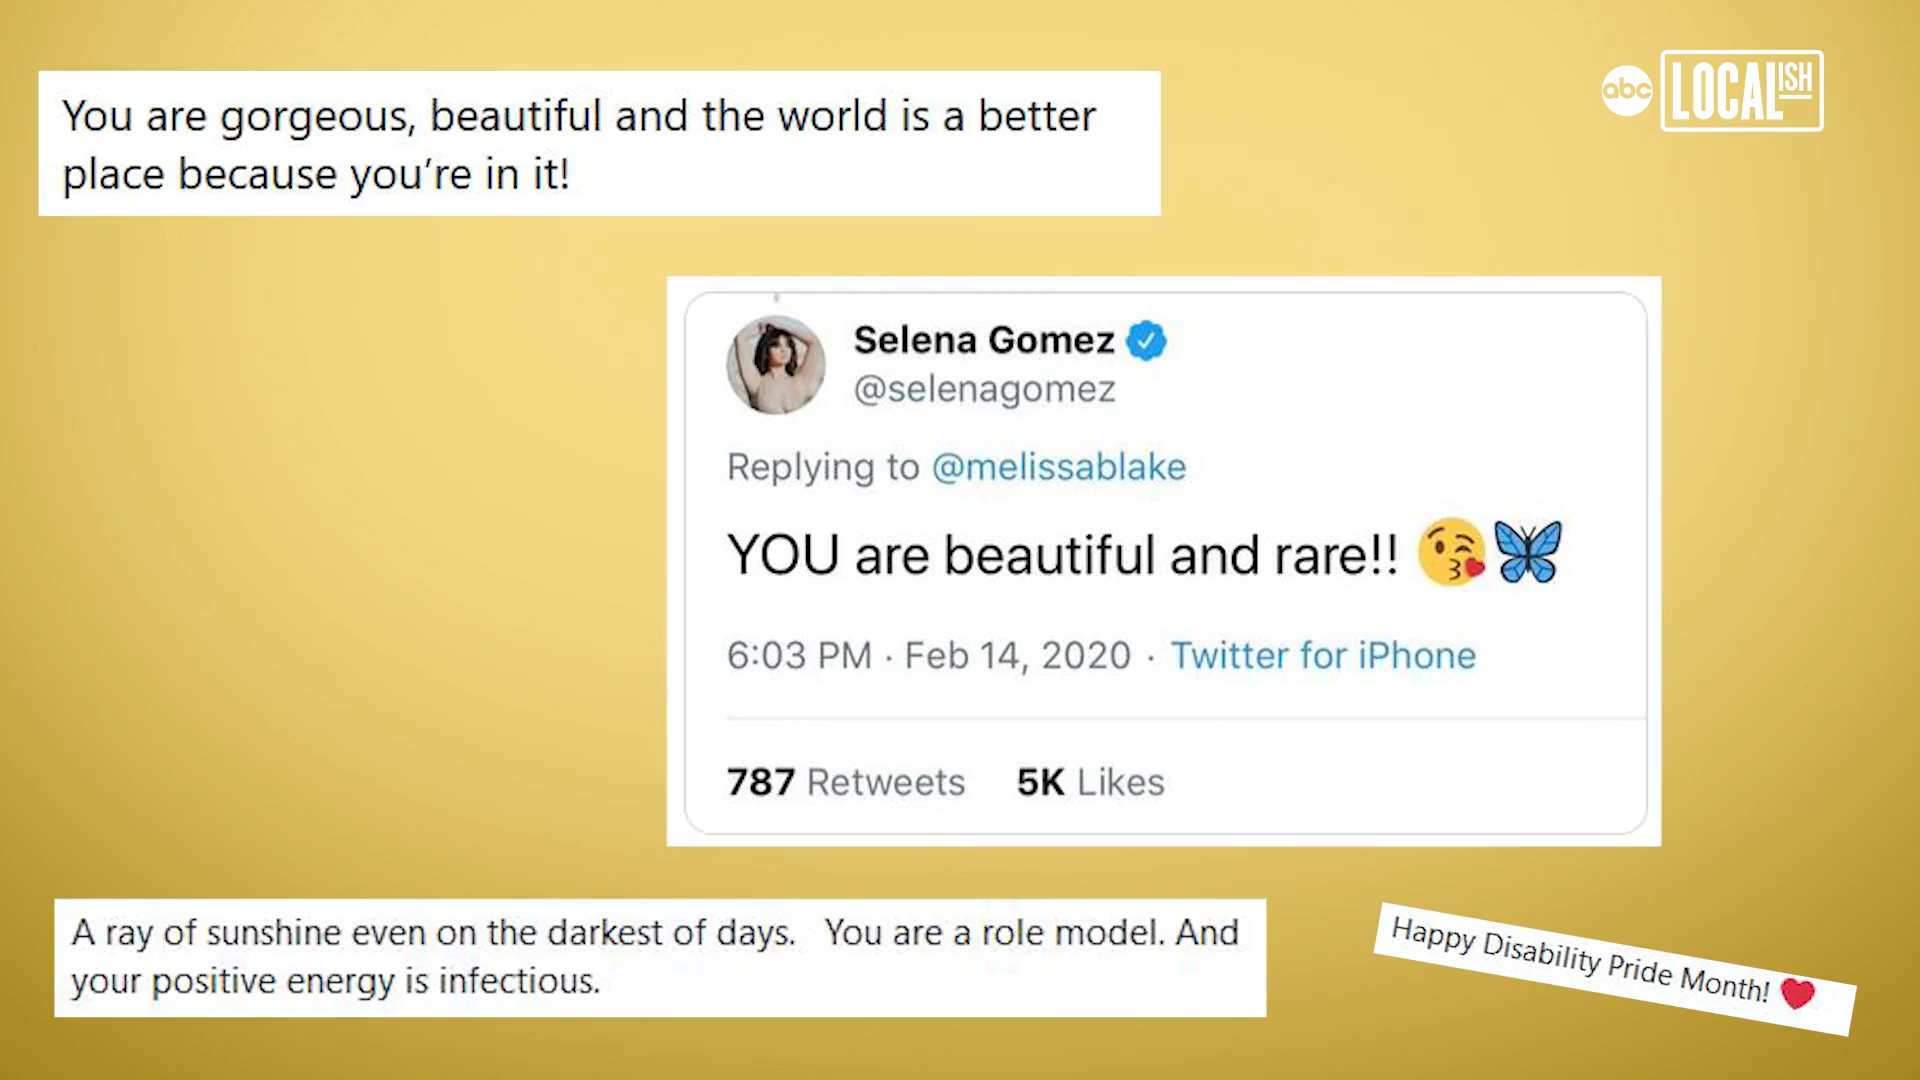 abc LOCALISH
You are gorgeous, beautiful and the world is a better
place because you’re in it!
Selena Gomez
@selenagomez
Replying to @melissablake
YOU are beautiful and rare!! 😘🦋
6:03 PM · Feb 14, 2020 · Twitter for iPhone
787 Retweets 5K Likes
A ray of sunshine even on the darkest of days. You are a role model. And
your positive energy is infectious.
Happy Disability Pride Month! ❤️